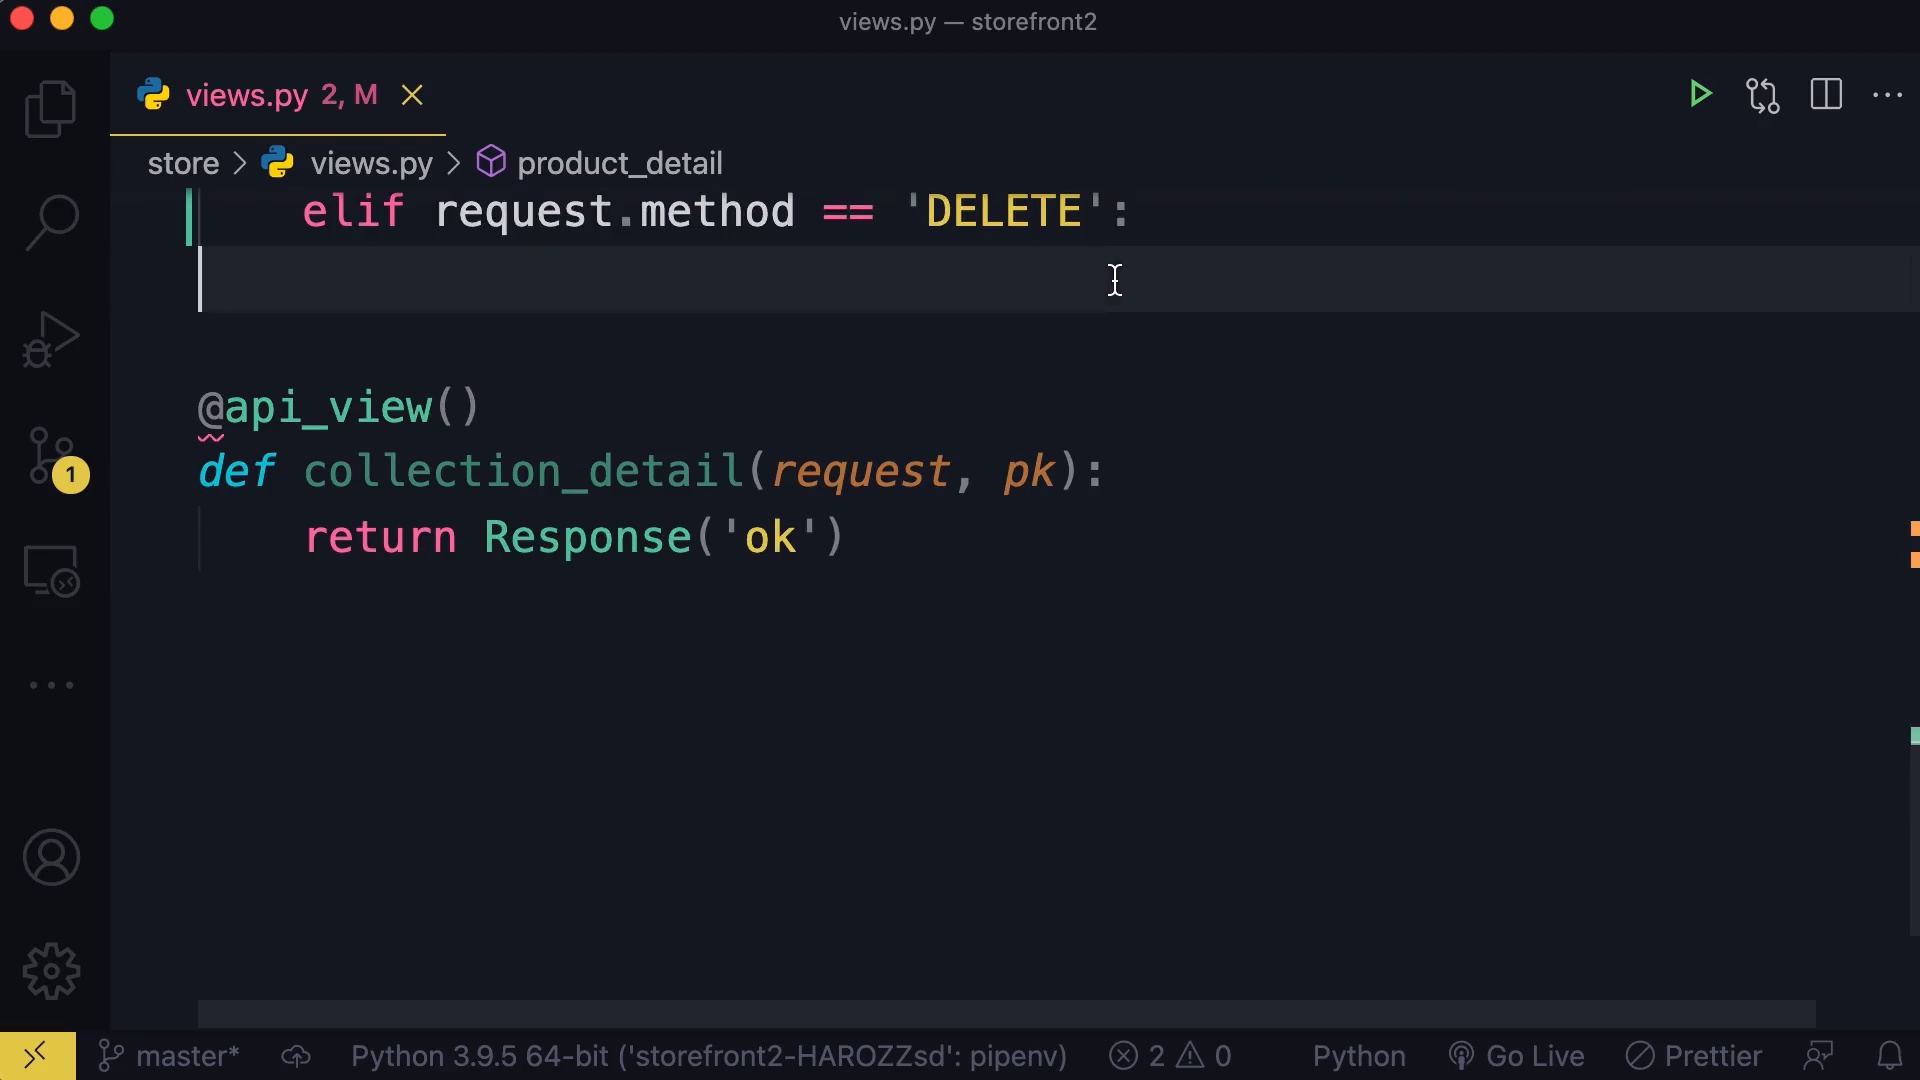 views.py — storefront2
views.py 2, M
store > views.py > product_detail
elif request.method == 'DELETE':
@api_view()
def collection_detail(request, pk):
return Response('ok')
1
master* Python 3.9.5 64-bit ('storefront2-HAROZZsd': pipenv) 2 0 Python Go Live Prettier